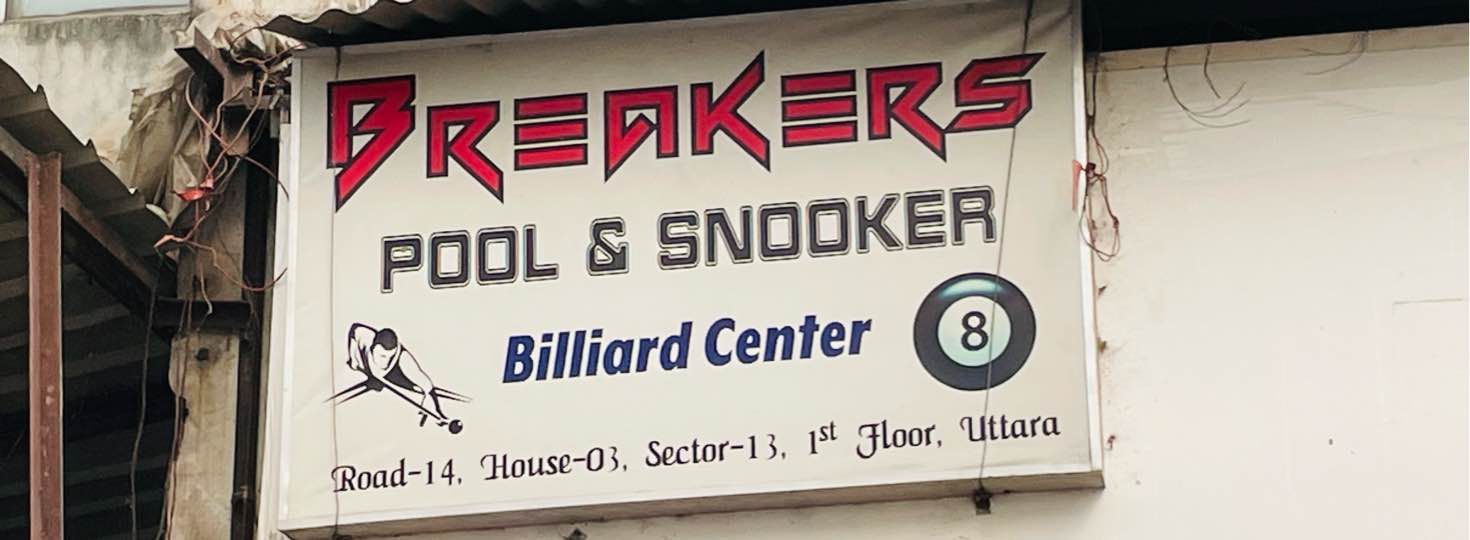 BREAKERS
POOL & SNOOKER
Billiard Center
8
Road-14, House-03, Sector-13, 1st Floor, Uttara